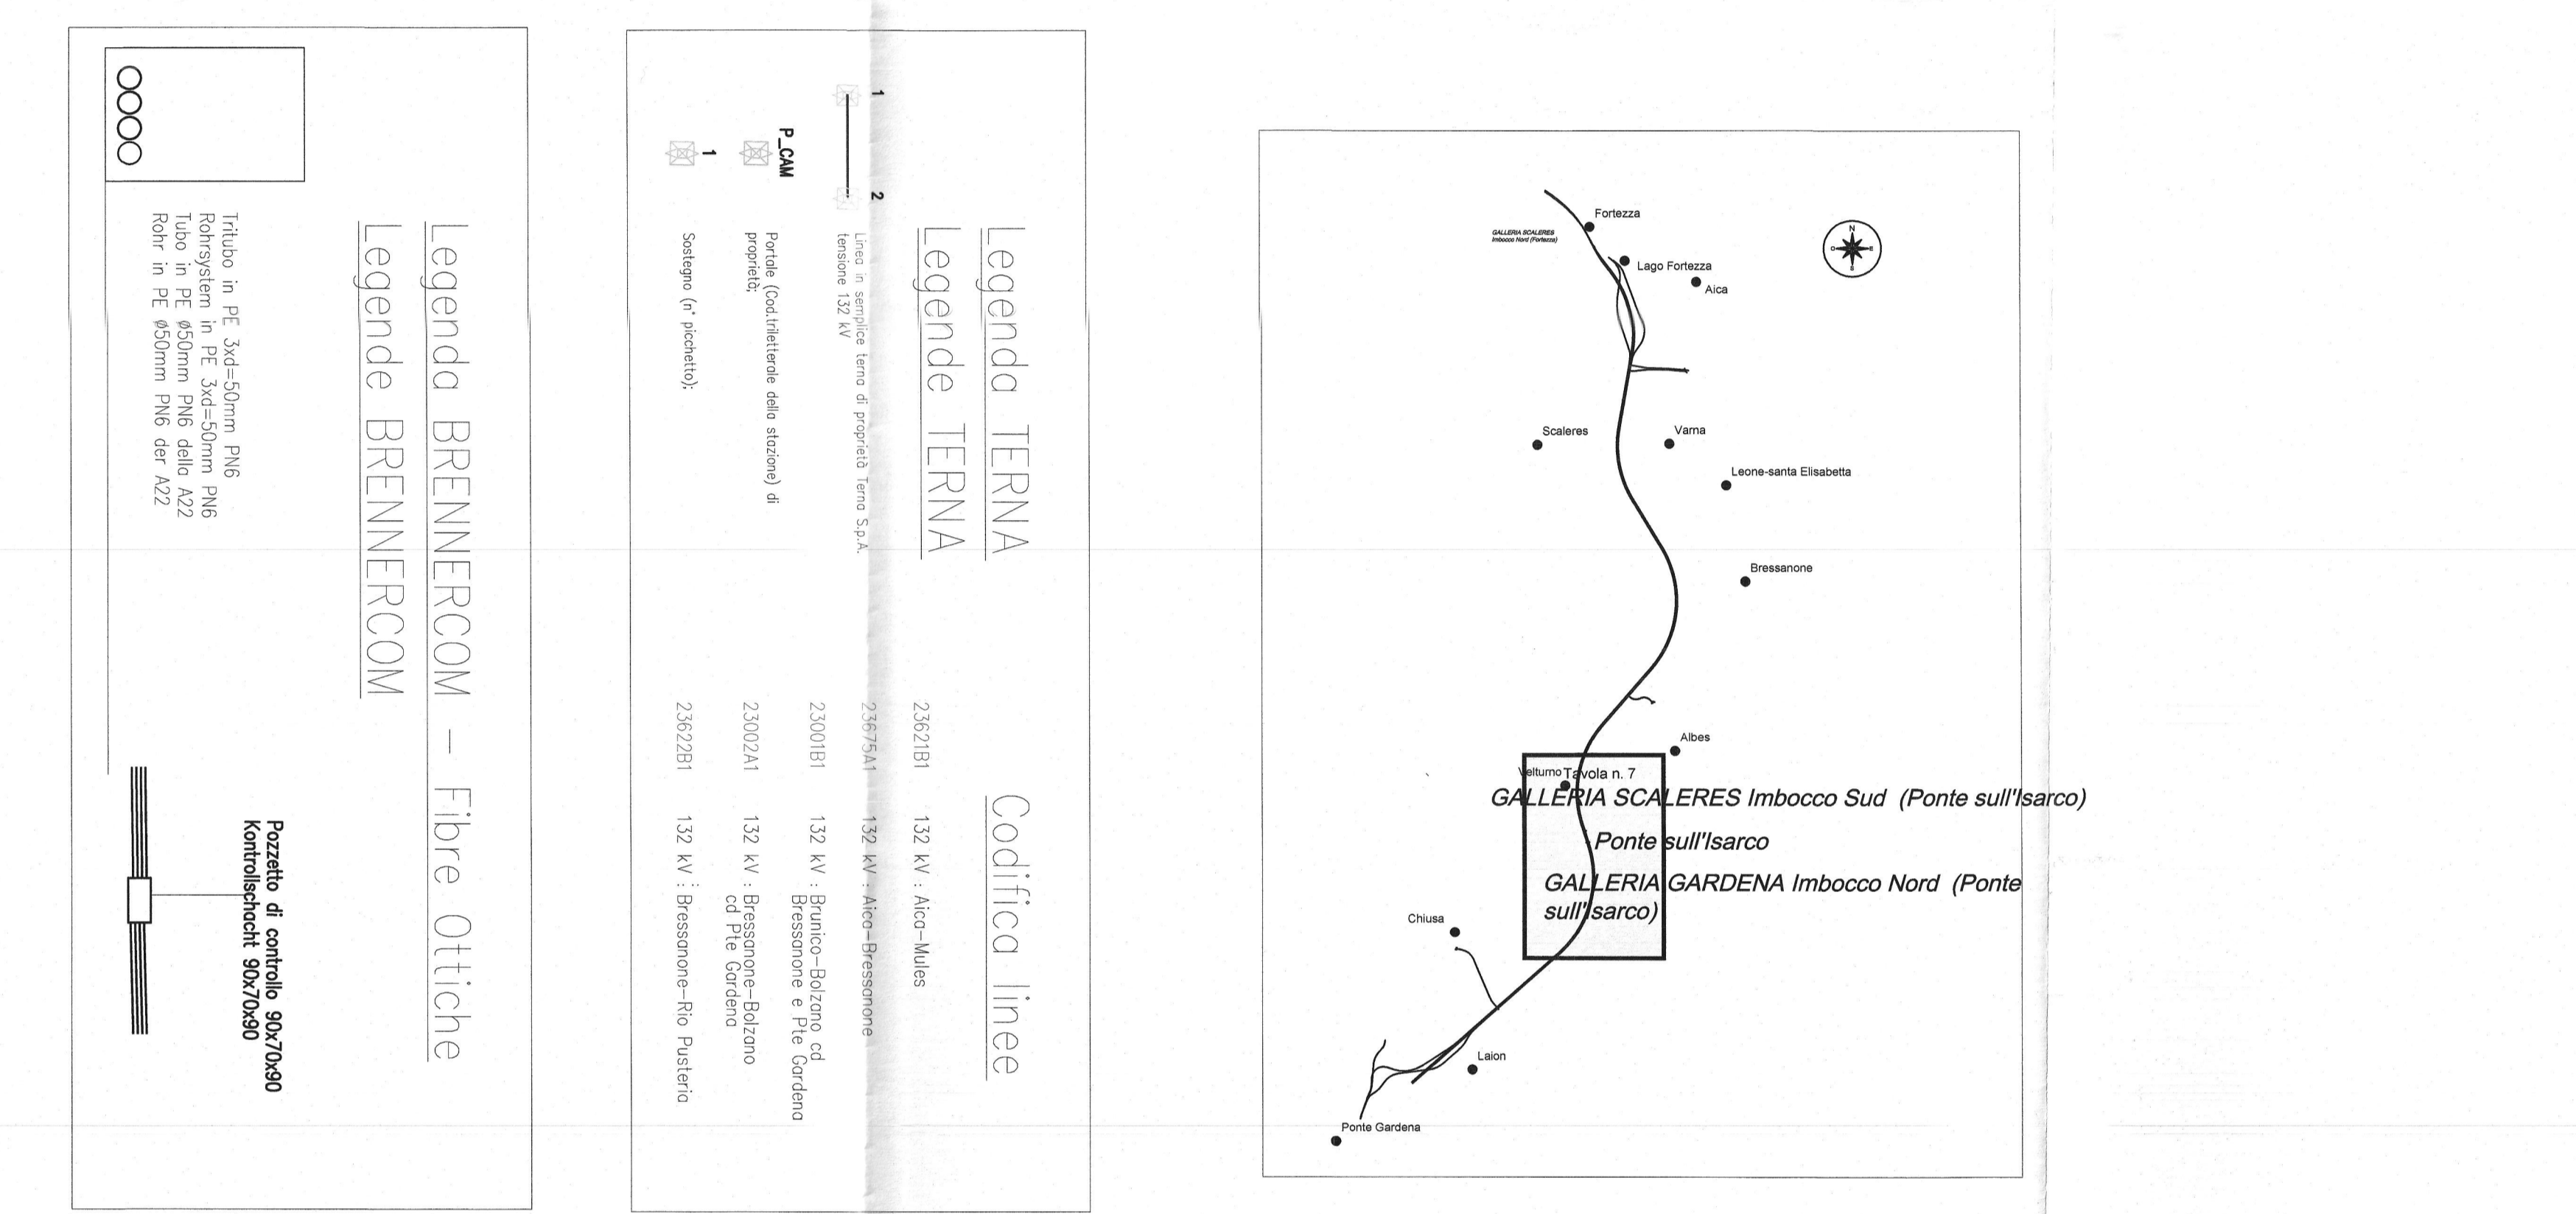 Legenda BRENNERCOM – Fibre Ottiche
Legende BRENNERCOM
Tritubo in PE 3xd=50mm PN6
Rohrsystem in PE 3xd=50mm PN6
Tubo in PE ø50mm PN6 della A22
Rohr in PE ø50mm PN6 der A22
Pozzetto di controllo 90x70x90
Kontrollschacht 90x70x90
Legenda TERNA
Legende TERNA
1
2
Linea in semplice terna di proprietà Terna S.p.A.
tensione 132 kV
P_CAM
Portale (Cod.triletterale della stazione) di
proprietà;
1
Sostegno (n° picchetto);
Codifica linee
23621B1 132 kV : Aica–Mules
23675A1 132 kV : Aica–Bressanone
23001B1 132 kV : Brunico–Bolzano cd
Bressanone e Pte Gardena
23002A1 132 kV : Bressanone–Bolzano
cd Pte Gardena
23622B1 132 kV : Bressanone–Rio Pusteria
Fortezza
GALLERIA SCALERES
Imbocco Nord (Fortezza)
N
O
E
S
Lago Fortezza
Aica
Scaleres
Varna
Leone-santa Elisabetta
Bressanone
Albes
Velturno
Tavola n. 7
GALLERIA SCALERES Imbocco Sud (Ponte sull'Isarco)
Ponte sull'Isarco
GALLERIA GARDENA Imbocco Nord (Ponte
sull'Isarco)
Chiusa
Laion
Ponte Gardena